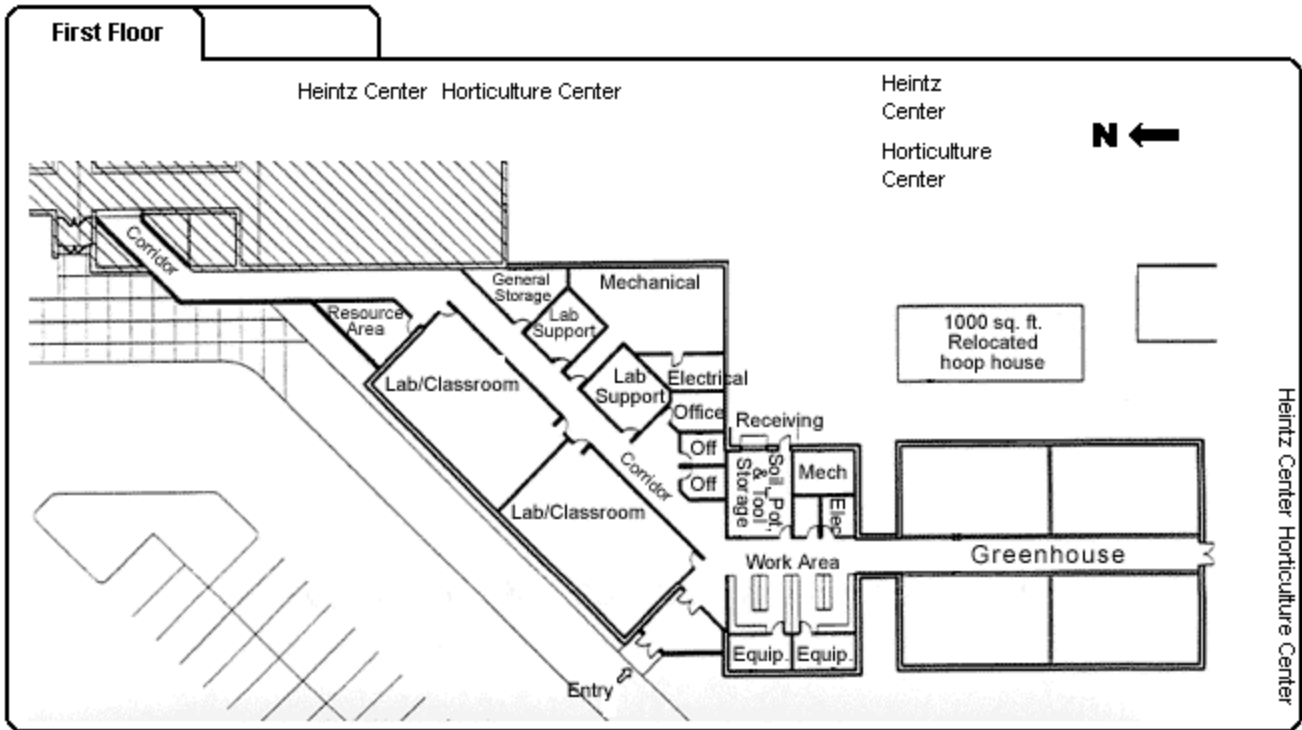 First Floor
Heintz Center Horticulture Center
Heintz
Center
Horticulture
Center
N
Corridor
General
Storage
Mechanical
Resource
Area
Lab
Support
1000 sq. ft.
Relocated
hoop house
Lab/Classroom
Lab
Support
Electrical
Office
Receiving
Off
Corridor
Off
Soil, Pot.,
& Tool
Storage
Mech
Elec
Lab/Classroom
Work Area
Greenhouse
Equip.
Equip.
Entry
Heintz Center Horticulture Center